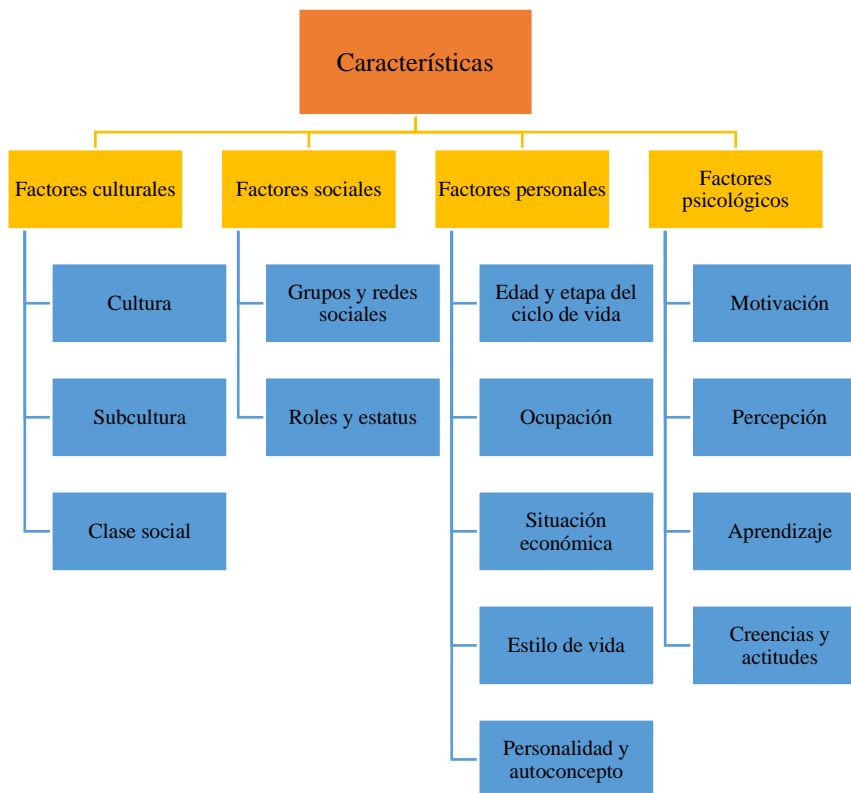 Características
Factores culturales
Cultura
Subcultura
Clase social
Factores sociales
Grupos y redes
sociales
Roles y estatus
Factores personales
Edad y etapa del
ciclo de vida
Ocupación
Situación
económica
Estilo de vida
Personalidad y
autoconcepto
Factores
psicológicos
Motivación
Percepción
Aprendizaje
Creencias y
actitudes